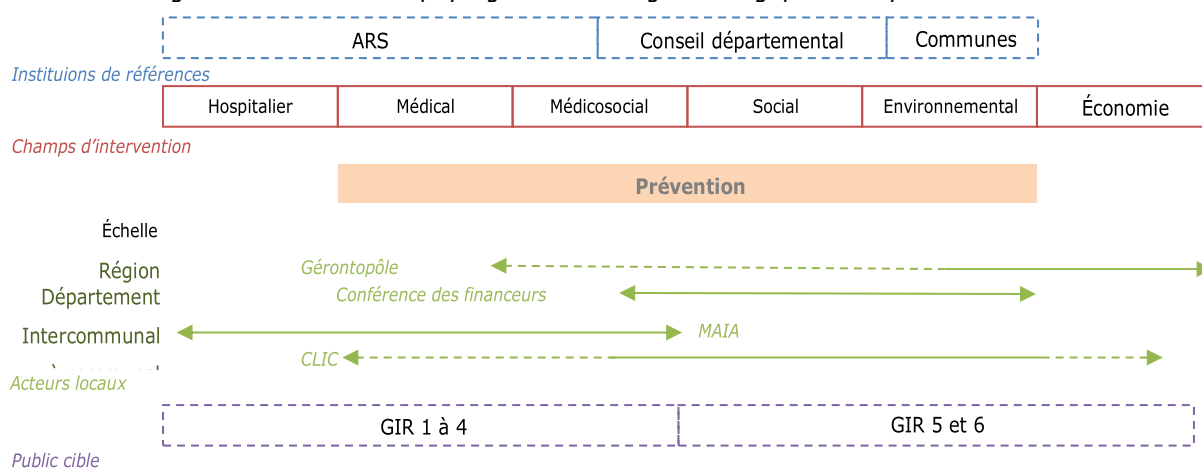 ARS Conseil départemental Communes
Instituions de références
Hospitalier Médical Médicosocial Social Environnemental Économie
Champs d’intervention
Prévention
Échelle
Région Gérontopôle
Département Conférence des financeurs
Intercommunal MAIA
CLIC
Acteurs locaux
GIR 1 à 4 GIR 5 et 6
Public cible